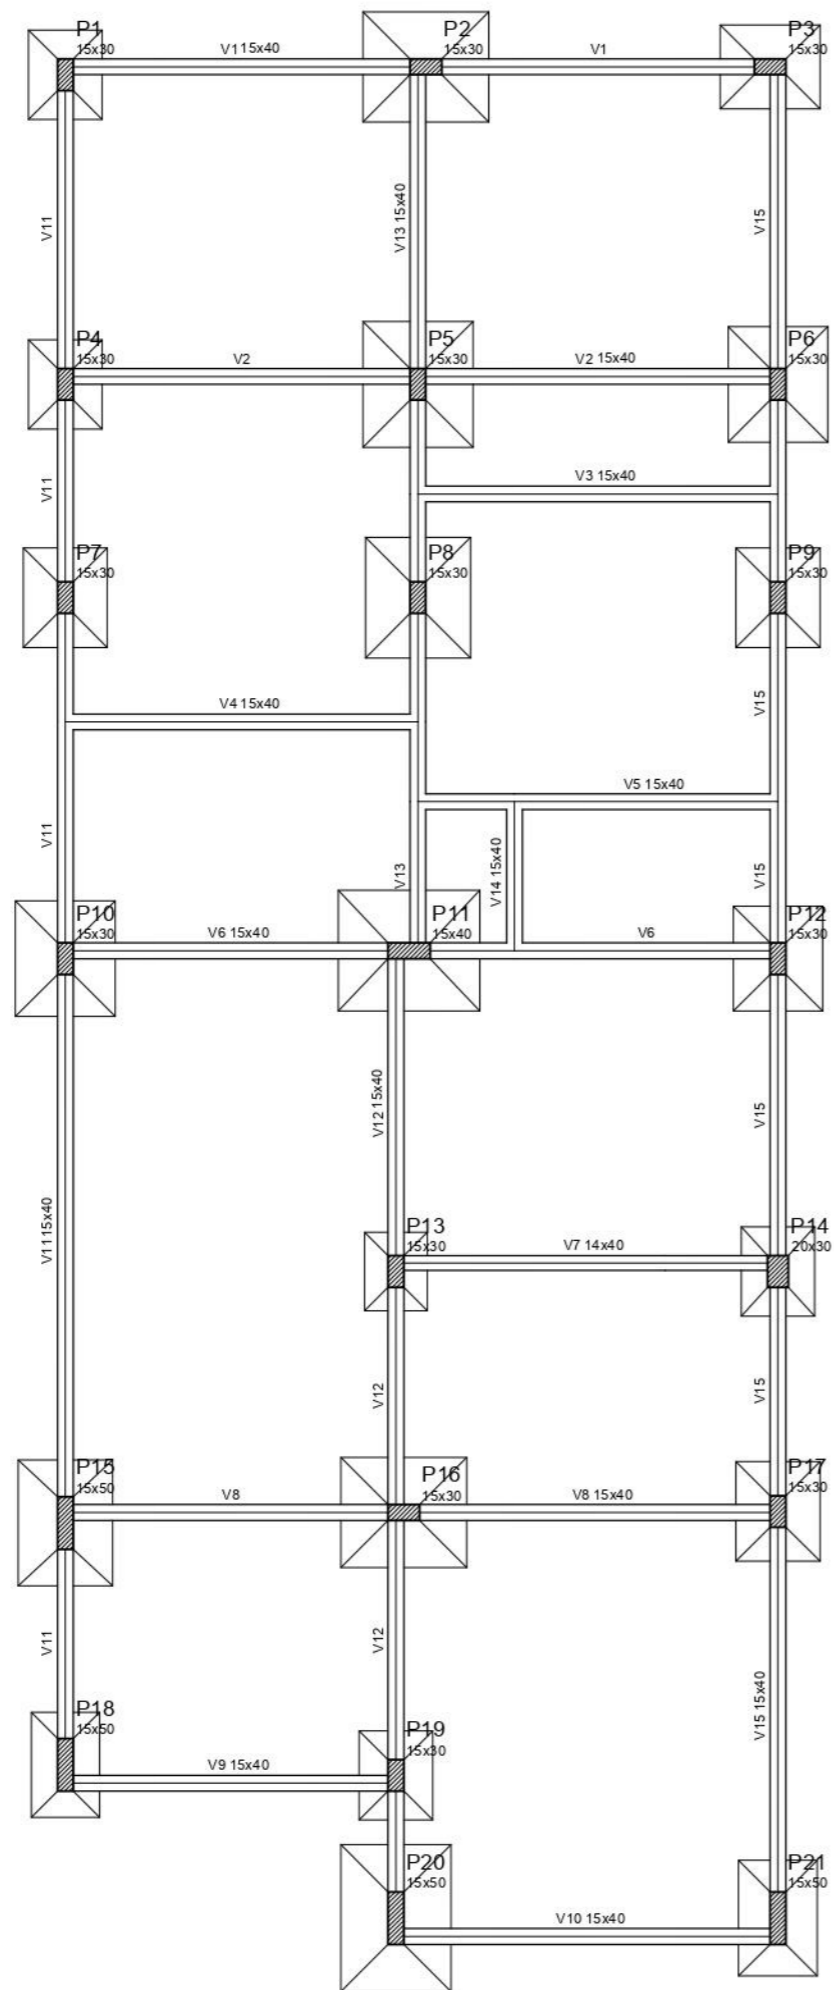 P1
15x30
V1 15x40
P2
15x30
V1
P3
15x30
V11
V13 15x40
V15
P4
15x30
V2
P5
15x30
V2 15x40
P6
15x30
V11
V3 15x40
P7
15x30
P8
15x30
P9
15x30
V4 15x40
V15
V5 15x40
V11
V13
V14 15x40
V15
P10
15x30
V6 15x40
P11
15x40
V6
P12
15x30
V12 15x40
V15
V11 15x40
P13
15x30
V7 14x40
P14
20x30
V12
V15
P15
15x50
V8
P16
15x30
V8 15x40
P17
15x30
V11
V12
V15 15x40
P18
15x50
V9 15x40
P19
15x30
P20
15x50
V10 15x40
P21
15x50